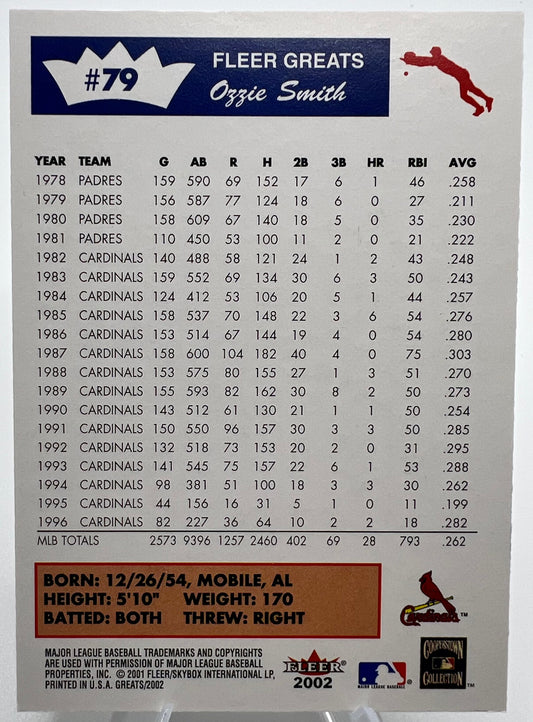 #79
FLEER GREATS
Ozzie Smith
YEAR TEAM G AB R H 2B 3B HR RBI AVG
1978 PADRES 159 590 69 152 17 6 1 46 .258
1979 PADRES 156 587 77 124 18 6 0 27 .211
1980 PADRES 158 609 67 140 18 5 0 35 .230
1981 PADRES 110 450 53 100 11 2 0 21 .222
1982 CARDINALS 140 488 58 121 24 1 2 43 .248
1983 CARDINALS 159 552 69 134 30 6 3 50 .243
1984 CARDINALS 124 412 53 106 20 5 1 44 .257
1985 CARDINALS 158 537 70 148 22 3 6 54 .276
1986 CARDINALS 153 514 67 144 19 4 0 54 .280
1987 CARDINALS 158 600 104 182 40 4 0 75 .303
1988 CARDINALS 153 575 80 155 27 1 3 51 .270
1989 CARDINALS 155 593 82 162 30 8 2 50 .273
1990 CARDINALS 143 512 61 130 21 1 1 50 .254
1991 CARDINALS 150 550 96 157 30 3 3 50 .285
1992 CARDINALS 132 518 73 153 20 2 0 31 .295
1993 CARDINALS 141 545 75 157 22 6 1 53 .288
1994 CARDINALS 98 381 51 100 18 3 3 30 .262
1995 CARDINALS 44 156 16 31 5 1 0 11 .199
1996 CARDINALS 82 227 36 64 10 2 2 18 .282
MLB TOTALS 2573 9396 1257 2460 402 69 28 793 .262
BORN: 12/26/54, MOBILE, AL
HEIGHT: 5'10" WEIGHT: 170
BATTED: BOTH THREW: RIGHT
Cardinals TM
MAJOR LEAGUE BASEBALL TRADEMARKS AND COPYRIGHTS
ARE USED WITH PERMISSION OF MAJOR LEAGUE BASEBALL
PROPERTIES, INC. © 2001 FLEER/SKYBOX INTERNATIONAL LP,
PRINTED IN U.S.A. GREATS/2002
FLEER
2002
MAJOR LEAGUE BASEBALL
COOPERSTOWN
COLLECTION TM